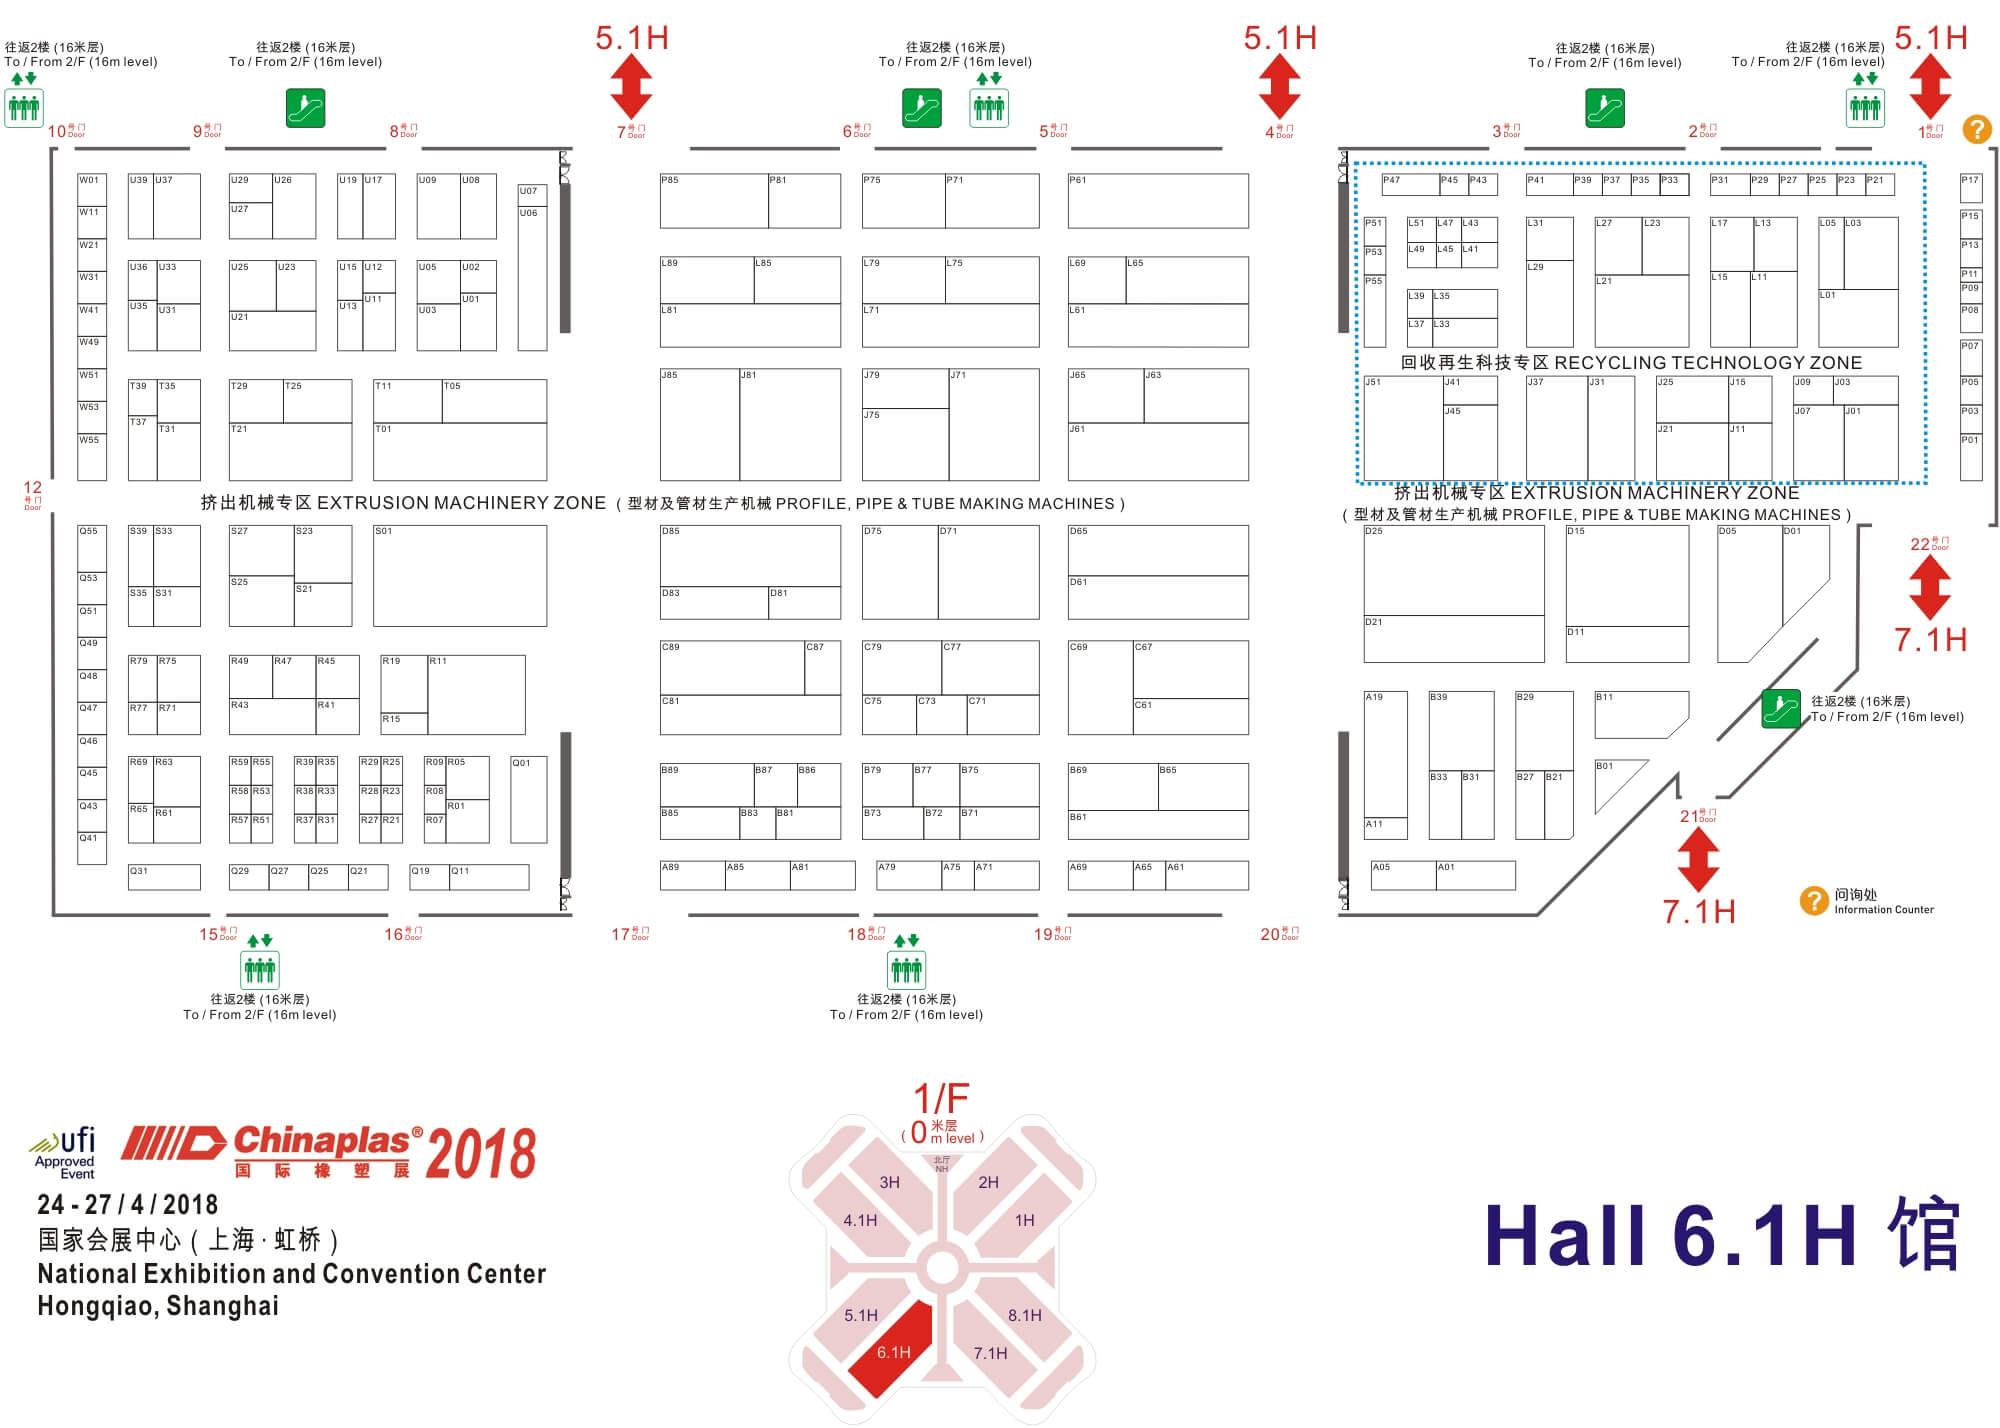 5.1H
5.1H
5.1H
往返2楼 (16米层)
To / From 2/F (16m level)
往返2楼 (16米层)
To / From 2/F (16m level)
往返2楼 (16米层)
To / From 2/F (16m level)
往返2楼 (16米层)
To / From 2/F (16m level)
往返2楼 (16米层)
To / From 2/F (16m level)
10号门 Door
9号门 Door
8号门 Door
7号门 Door
6号门 Door
5号门 Door
4号门 Door
3号门 Door
2号门 Door
1号门 Door
?
W01
W11
W21
W31
W41
W49
W51
W53
W55
U39 U37
U29 U26
U27
U19 U17
U09 U08
U07
U06
U36 U33
U35 U31
U25 U23
U21
U15 U12
U13 U11
U05 U02
U03 U01
T39 T35
T37 T31
T29 T25
T21
T11 T05
T01
P85 P81
P75 P71
P61
L89 L85
L81
L79 L75
L71
L69 L65
L61
J85 J81
J79 J71
J75
J65 J63
J61
P47 P45 P43
P41 P39 P37 P35 P33
P31 P29 P27 P25 P23 P21
P51
P53
P55
L51 L47 L43
L49 L45 L41
L39 L35
L37 L33
L31
L29
L27 L23
L21
L17 L13
L15 L11
L05 L03
L01
回收再生科技专区 RECYCLING TECHNOLOGY ZONE
J51 J41
J45
J37 J31
J25 J15
J21 J11
J09 J03
J07 J01
P17
P15
P13
P11
P09
P08
P07
P05
P03
P01
12
号门
Door
挤出机械专区 EXTRUSION MACHINERY ZONE ( 型材及管材生产机械 PROFILE, PIPE & TUBE MAKING MACHINES )
挤出机械专区 EXTRUSION MACHINERY ZONE
( 型材及管材生产机械 PROFILE, PIPE & TUBE MAKING MACHINES )
Q55
Q53
Q51
Q49
Q48
Q47
Q46
Q45
Q43
Q41
S39 S33
S35 S31
S27 S23
S25 S21
S01
R79 R75
R77 R71
R49 R47 R45
R43 R41
R19 R11
R15
R69 R63
R65 R61
R59 R55
R58 R53
R57 R51
R39 R35
R38 R33
R37 R31
R29 R25
R28 R23
R27 R21
R09 R05
R08
R01
R07
Q01
Q31
Q29 Q27 Q25 Q21
Q19 Q11
D85
D83 D81
D75 D71
D65
D61
C89 C87
C81
C79 C77
C75 C73 C71
C69 C67
C61
B89 B87 B86
B85 B83 B81
B79 B77 B75
B73 B72 B71
B69 B65
B61
A89 A85 A81
A79 A75 A71
A69 A65 A61
D25
D21
D15
D11
D05 D01
A19
A11
B39
B33 B31
B29
B27 B21
B11
B01
A05 A01
22号门 Door
7.1H
往返2楼 (16米层)
To / From 2/F (16m level)
21号门 Door
7.1H
?
问询处
Information Counter
15号门 Door
16号门 Door
17号门 Door
18号门 Door
19号门 Door
20号门 Door
往返2楼 (16米层)
To / From 2/F (16m level)
往返2楼 (16米层)
To / From 2/F (16m level)
ufi
Approved
Event
Chinaplas® 2018
国际橡塑展
24 - 27 / 4 / 2018
国家会展中心 ( 上海 · 虹桥 )
National Exhibition and Convention Center
Hongqiao, Shanghai
1/F
( 0 米层 m level )
北厅
NH
3H
2H
4.1H
1H
5.1H
8.1H
6.1H
7.1H
Hall 6.1H 馆